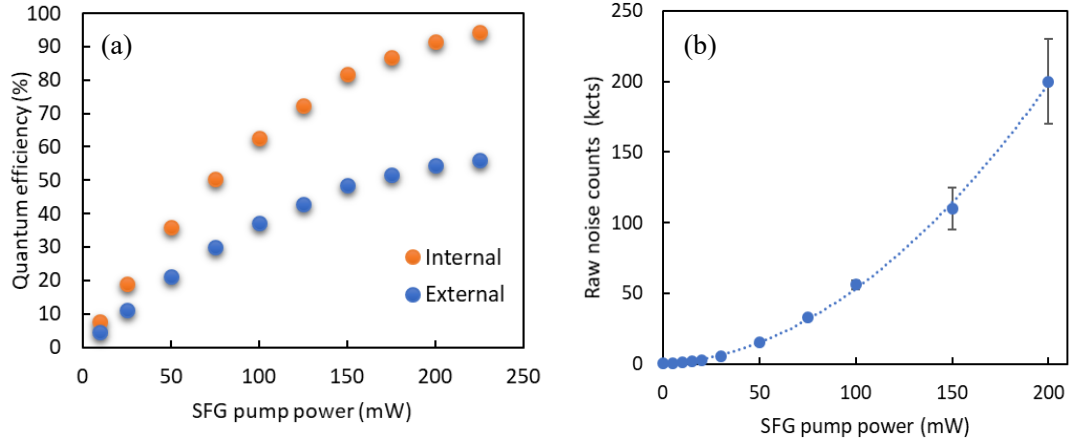 (a)
Quantum efficiency (%)
100
90
80
70
60
50
40
30
20
10
0
Internal
External
0 50 100 150 200 250
SFG pump power (mW)
(b)
Raw noise counts (kcts)
250
200
150
100
50
0
0 50 100 150 200
SFG pump power (mW)